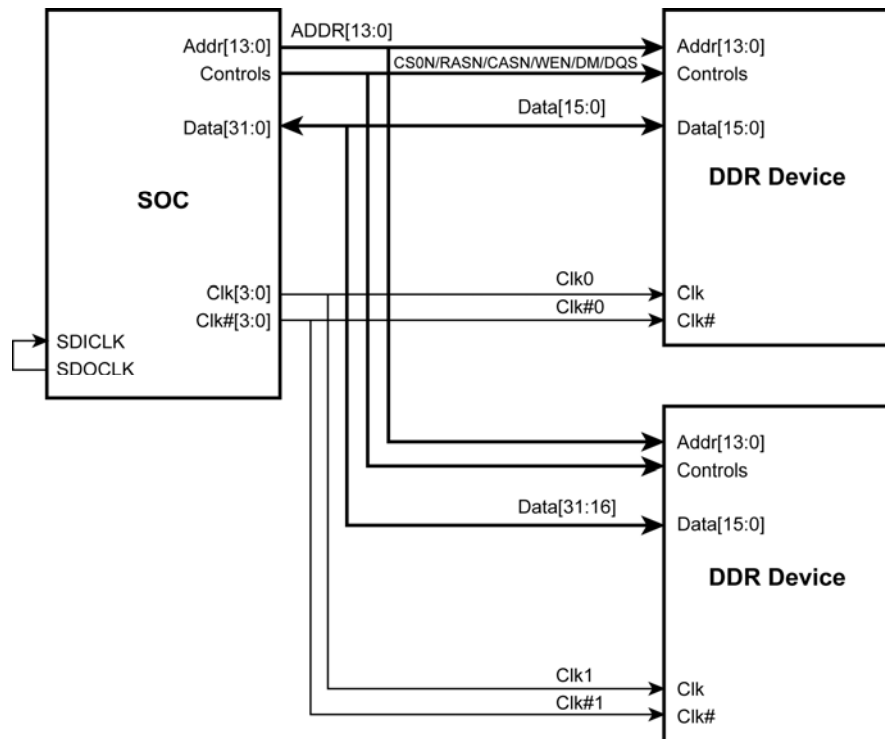 ADDR[13:0]
Addr[13:0]
Controls
Data[31:0]
SOC
Clk[3:0]
Clk#[3:0]
SDICLK
SDOCLK
CS0N/RASN/CASN/WEN/DM/DQS
Data[15:0]
Clk0
Clk#0
Addr[13:0]
Controls
Data[15:0]
DDR Device
Clk
Clk#
Data[31:16]
Clk1
Clk#1
Addr[13:0]
Controls
Data[15:0]
DDR Device
Clk
Clk#